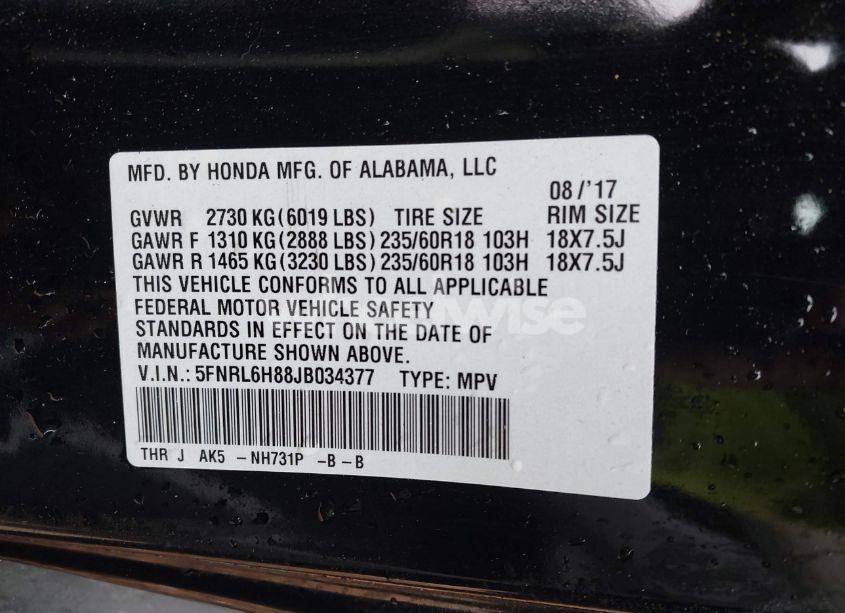 MFD. BY HONDA MFG. OF ALABAMA, LLC
08/'17
GVWR 2730 KG(6019 LBS) TIRE SIZE RIM SIZE
GAWR F 1310 KG(2888 LBS) 235/60R18 103H 18X7.5J
GAWR R 1465 KG(3230 LBS) 235/60R18 103H 18X7.5J
THIS VEHICLE CONFORMS TO ALL APPLICABLE
FEDERAL MOTOR VEHICLE SAFETY
STANDARDS IN EFFECT ON THE DATE OF
MANUFACTURE SHOWN ABOVE.
V.I.N.: 5FNRL6H88JB034377 TYPE: MPV
THR J AK5 – NH731P –B – B